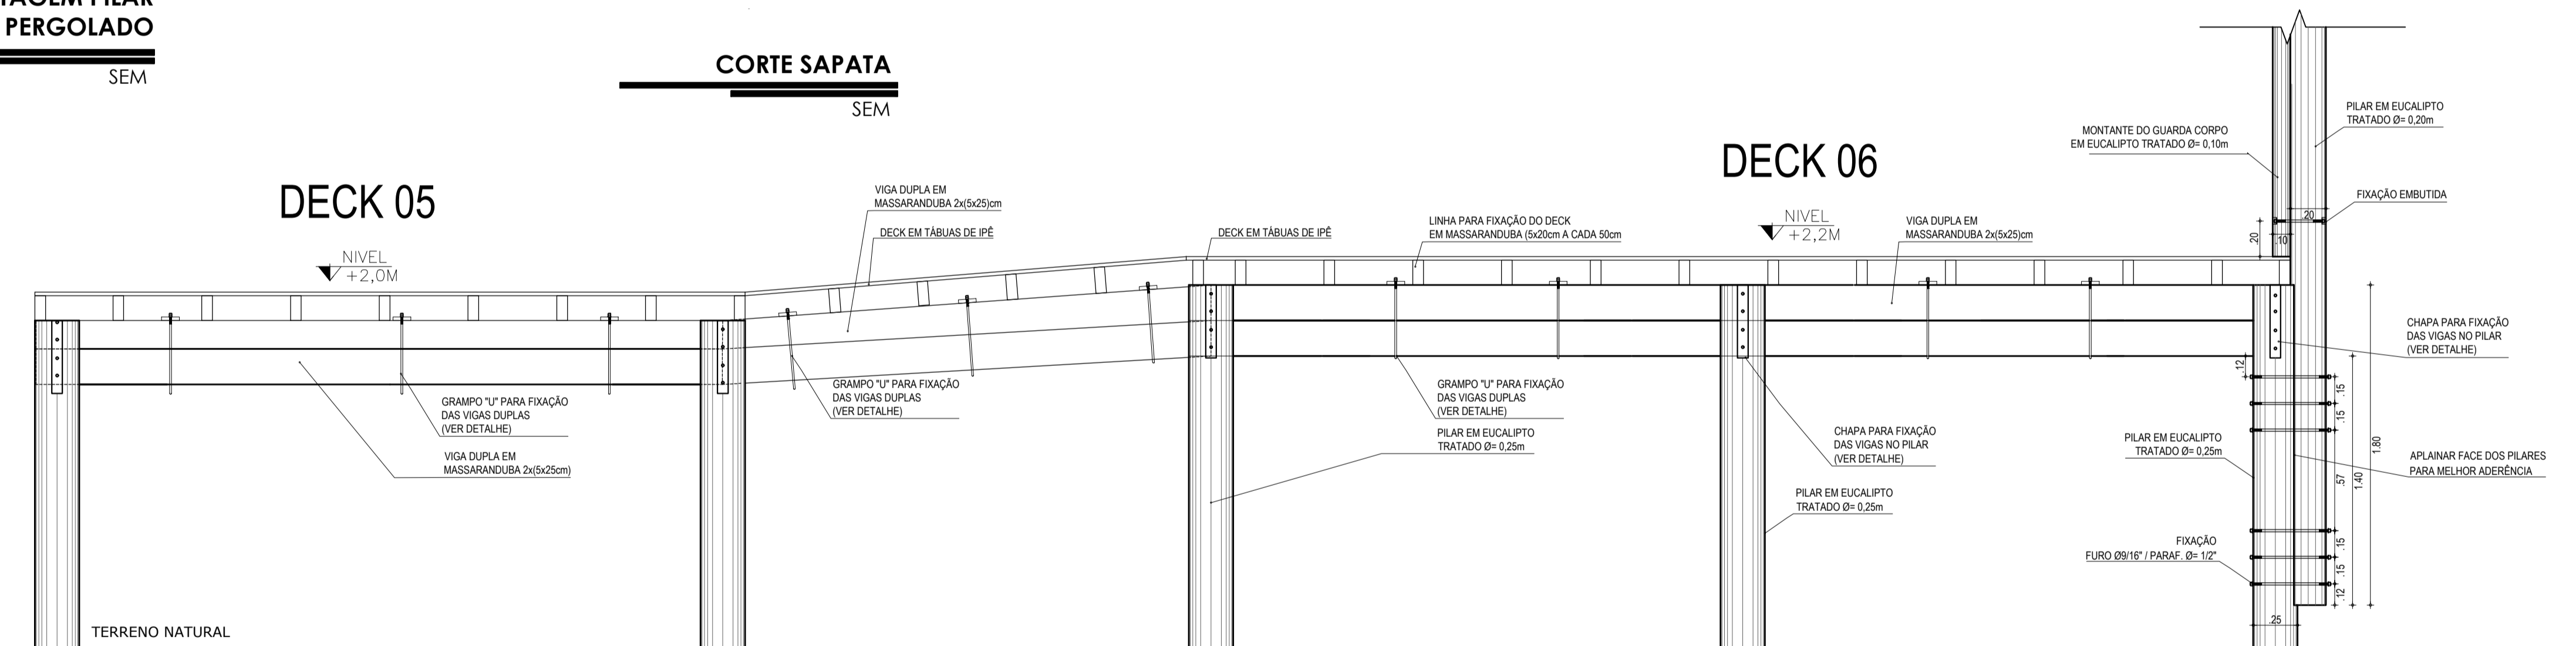 PERGOLADO
SEM
CORTE SAPATA
SEM
DECK 05
NIVEL
+2,0M
VIGA DUPLA EM
MASSARANDUBA 2x(5x25)cm
DECK EM TÁBUAS DE IPÊ
DECK EM TÁBUAS DE IPÊ
LINHA PARA FIXAÇÃO DO DECK
EM MASSARANDUBA (5x20cm A CADA 50cm
DECK 06
NIVEL
+2,2M
VIGA DUPLA EM
MASSARANDUBA 2x(5x25)cm
MONTANTE DO GUARDA CORPO
EM EUCALIPTO TRATADO Ø= 0,10m
PILAR EM EUCALIPTO
TRATADO Ø= 0,20m
FIXAÇÃO EMBUTIDA
.20
.20
.10
CHAPA PARA FIXAÇÃO
DAS VIGAS NO PILAR
(VER DETALHE)
GRAMPO "U" PARA FIXAÇÃO
DAS VIGAS DUPLAS
(VER DETALHE)
VIGA DUPLA EM
MASSARANDUBA 2x(5x25cm)
GRAMPO "U" PARA FIXAÇÃO
DAS VIGAS DUPLAS
(VER DETALHE)
GRAMPO "U" PARA FIXAÇÃO
DAS VIGAS DUPLAS
(VER DETALHE)
PILAR EM EUCALIPTO
TRATADO Ø= 0,25m
CHAPA PARA FIXAÇÃO
DAS VIGAS NO PILAR
(VER DETALHE)
PILAR EM EUCALIPTO
TRATADO Ø= 0,25m
PILAR EM EUCALIPTO
TRATADO Ø= 0,25m
APLAINAR FACE DOS PILARES
PARA MELHOR ADERÊNCIA
FIXAÇÃO
FURO Ø9/16" / PARAF. Ø= 1/2"
.12
.15
.15
.57
.15
.15
.12
1.40
1.80
.25
TERRENO NATURAL